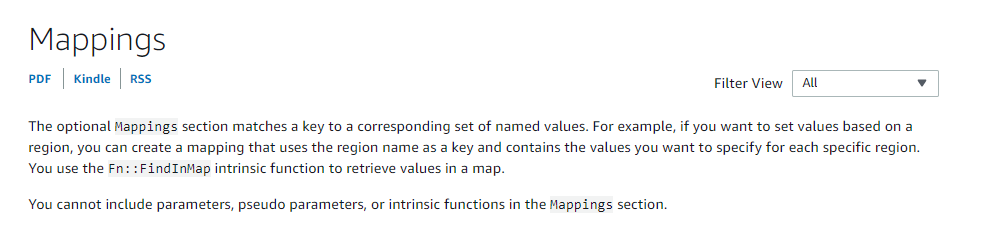 Mappings
PDF | Kindle | RSS
Filter View All
The optional Mappings section matches a key to a corresponding set of named values. For example, if you want to set values based on a
region, you can create a mapping that uses the region name as a key and contains the values you want to specify for each specific region.
You use the Fn::FindInMap intrinsic function to retrieve values in a map.
You cannot include parameters, pseudo parameters, or intrinsic functions in the Mappings section.